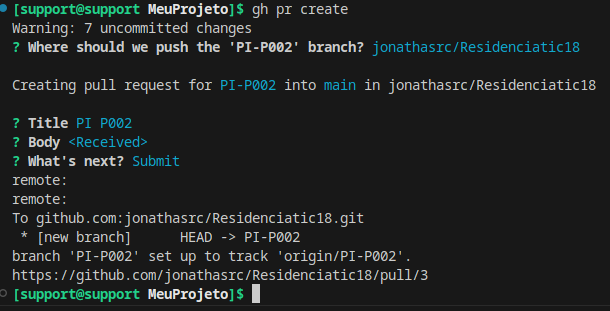 [support@support MeuProjeto]$ gh pr create
Warning: 7 uncommitted changes
? Where should we push the 'PI-P002' branch? jonathasrc/Residenciatic18
Creating pull request for PI-P002 into main in jonathasrc/Residenciatic18
? Title PI P002
? Body <Received>
? What's next? Submit
remote:
remote:
To github.com:jonathasrc/Residenciatic18.git
 * [new branch]      HEAD -> PI-P002
branch 'PI-P002' set up to track 'origin/PI-P002'.
https://github.com/jonathasrc/Residenciatic18/pull/3
[support@support MeuProjeto]$